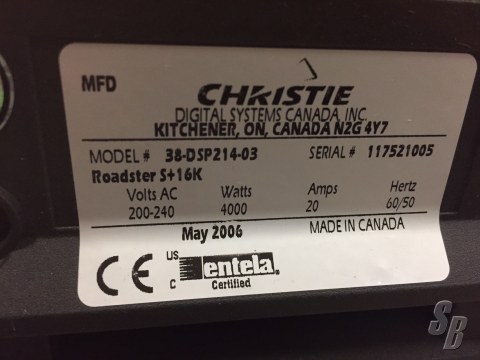 MFD
CHRISTIE
DIGITAL SYSTEMS CANADA, INC.
KITCHENER, ON, CANADA N2G 4Y7
MODEL # 38-DSP214-03 SERIAL # 117521005
Roadster S+16K
Volts AC Watts Amps Hertz
200-240 4000 20 60/50
May 2006 MADE IN CANADA
CE C US entela®
Certified
SB